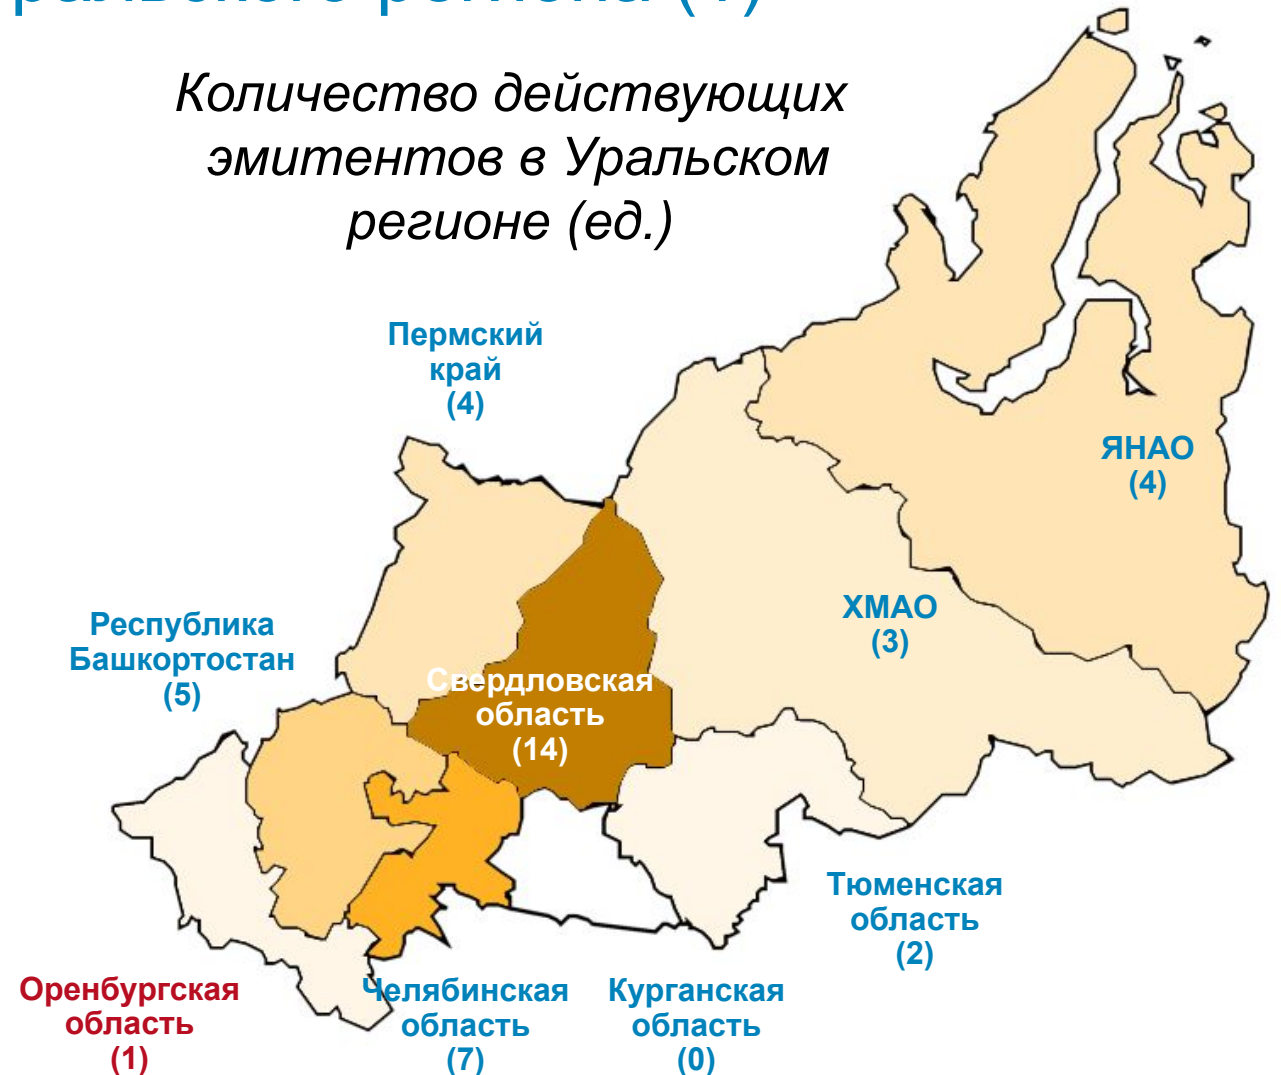 Количество действующих
эмитентов в Уральском
регионе (ед.)
Пермский
край
(4)
ЯНАО
(4)
ХМАО
(3)
Республика
Башкортостан
(5)
Свердловская
область
(14)
Тюменская
область
(2)
Оренбургская
область
(1)
Челябинская
область
(7)
Курганская
область
(0)